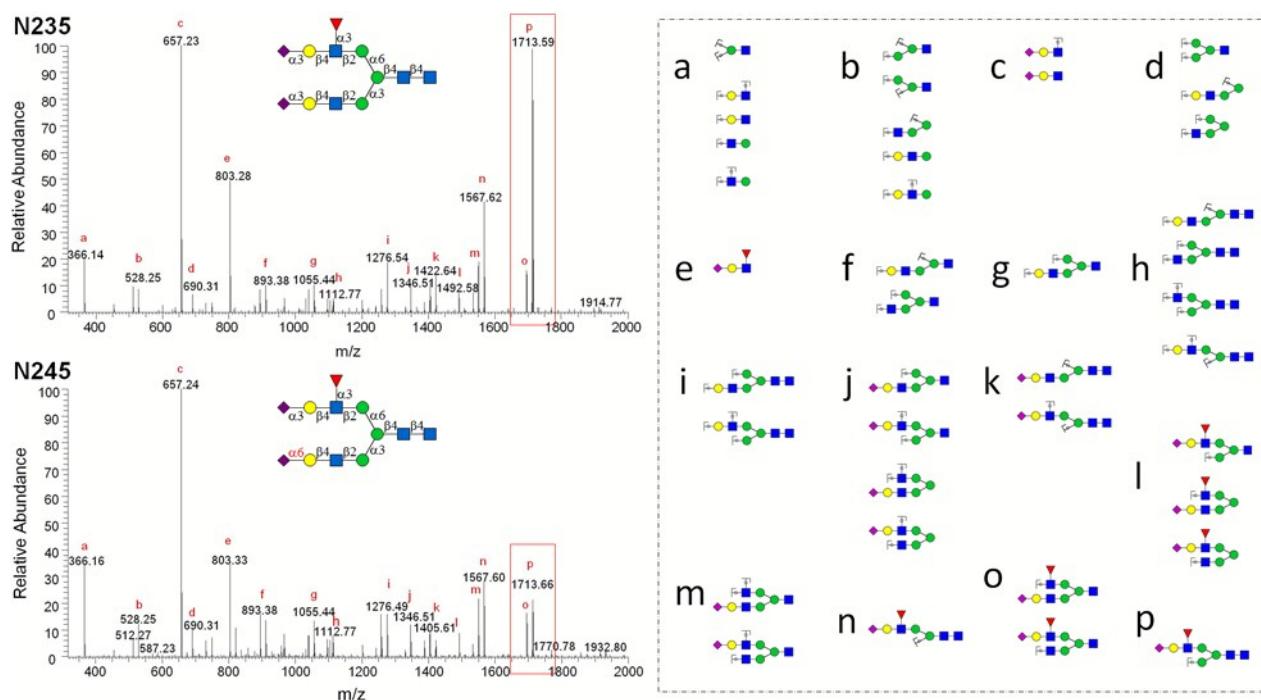 N235
c
657.23
p
1713.59
α3
α3 β4 β2 α6
β4 β4
α3 β4 β2 α3
e
803.28
n
1567.62
a
366.14
b
528.25
d
690.31
f
893.38
g
1055.44
h
1112.77
i
1276.54
j
1346.51
k
1422.64
l
1492.58
m
o
1914.77
Relative Abundance
100
90
80
70
60
50
40
30
20
10
0
400 600 800 1000 1200 1400 1600 1800 2000
m/z
N245
c
657.24
α3
α3 β4 β2 α6
β4 β4
α6 β4 β2 α3
a
366.16
e
803.33
b
528.25
512.27
587.23
d
690.31
f
893.38
g
1055.44
h
1112.77
i
1276.49
j
1346.51
k
1405.61
l
m
n
1567.60
o
p
1713.66
1770.78
1932.80
Relative Abundance
100
90
80
70
60
50
40
30
20
10
0
400 600 800 1000 1200 1400 1600 1800 2000
m/z
a b c d
e f g h
i j k l
m n o p